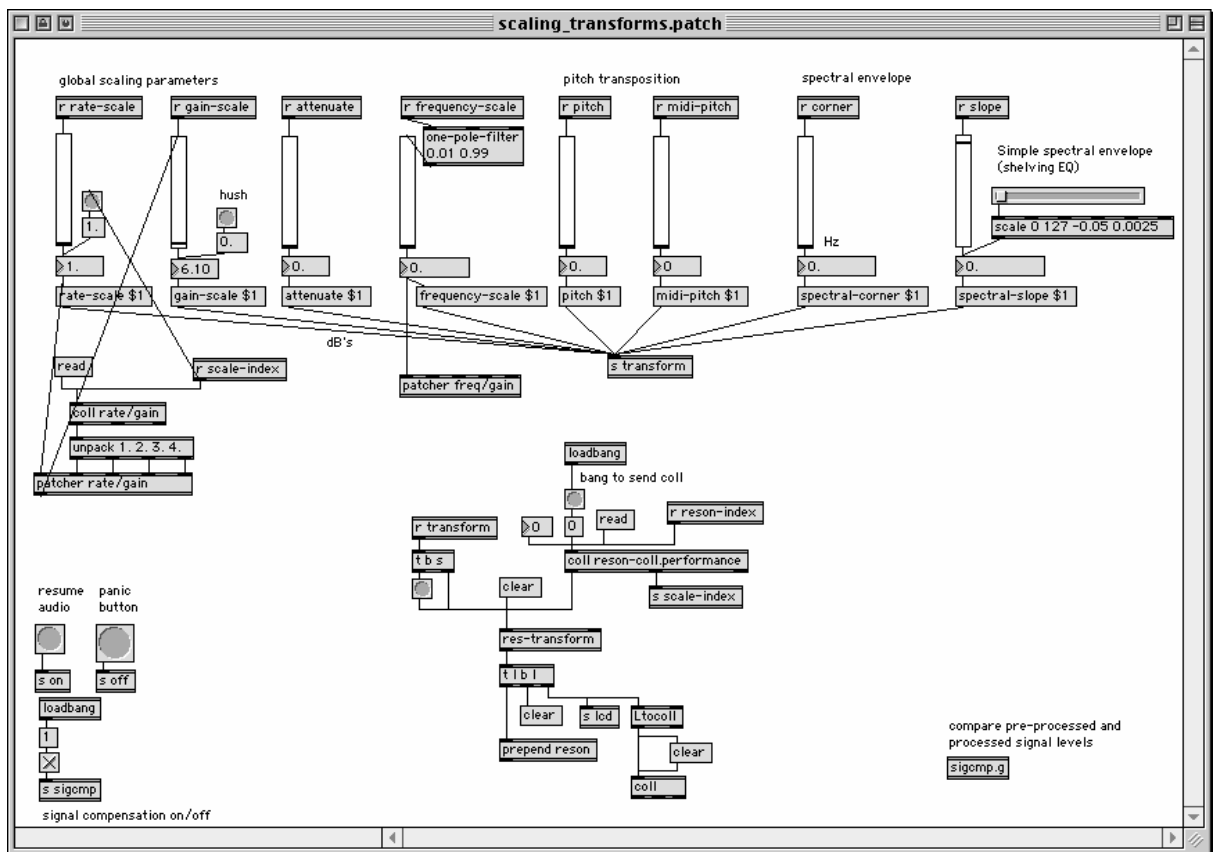 scaling_transforms.patch
global scaling parameters
pitch transposition
spectral envelope
r rate-scale
r gain-scale
r attenuate
r frequency-scale
r pitch
r midi-pitch
r corner
r slope
one-pole-filter
0.01 0.99
Simple spectral envelope
(shelving EQ)
hush
1.
0.
scale 0 127 -0.05 0.0025
Hz
1.
6.10
0.
0.
0.
0
0.
0.
rate-scale $1
gain-scale $1
attenuate $1
frequency-scale $1
pitch $1
midi-pitch $1
spectral-corner $1
spectral-slope $1
dB's
read
r scale-index
s transform
patcher freq/gain
coll rate/gain
unpack 1. 2. 3. 4.
patcher rate/gain
loadbang
bang to send coll
r transform
0
0
read
r reson-index
t b s
coll reson-coll.performance
clear
s scale-index
resume
audio
panic
button
res-transform
s on
s off
t l b l
loadbang
clear
s lcd
Ltocoll
1
prepend reson
clear
compare pre-processed and
processed signal levels
sigcmp.g
s sigcmp
coll
signal compensation on/off